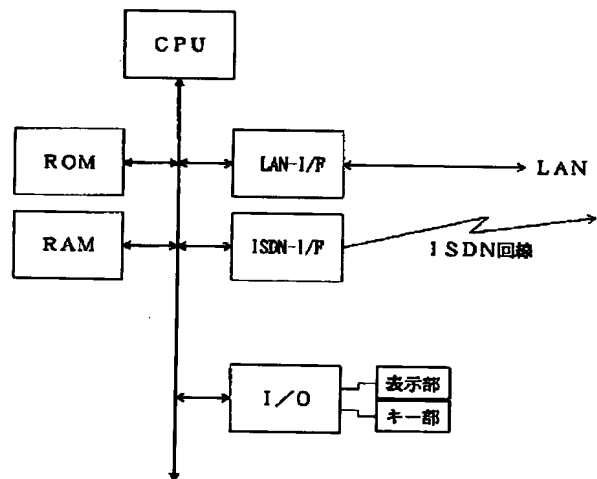 CPU
ROM
LAN-I/F
LAN
RAM
ISDN-I/F
ISDN回線
I/O
表示部
キー部